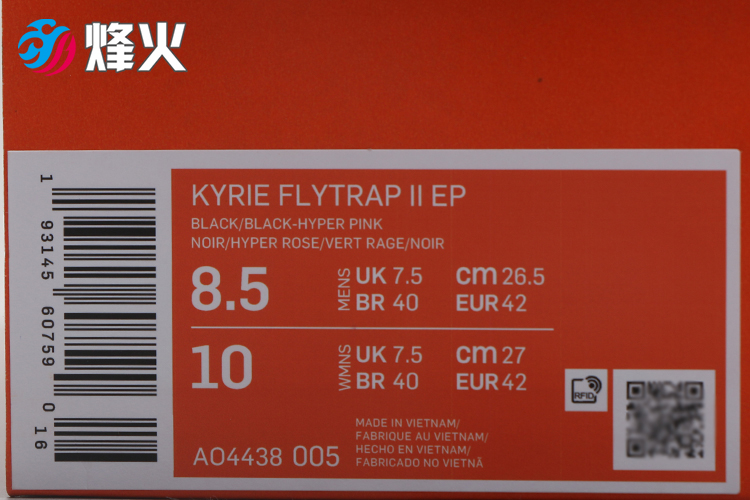 烽火
KYRIE FLYTRAP II EP
BLACK/BLACK-HYPER PINK
NOIR/HYPER ROSE/VERT RAGE/NOIR
8.5 MENS UK 7.5 cm 26.5
BR 40 EUR 42
10 WMNS UK 7.5 cm 27
BR 40 EUR 42
RFID
AO4438 005
MADE IN VIETNAM/
FABRIQUE AU VIETNAM/
HECHO EN VIETNAM/
FABRICADO NO VIETNÃ
1 93145 60759 0 16